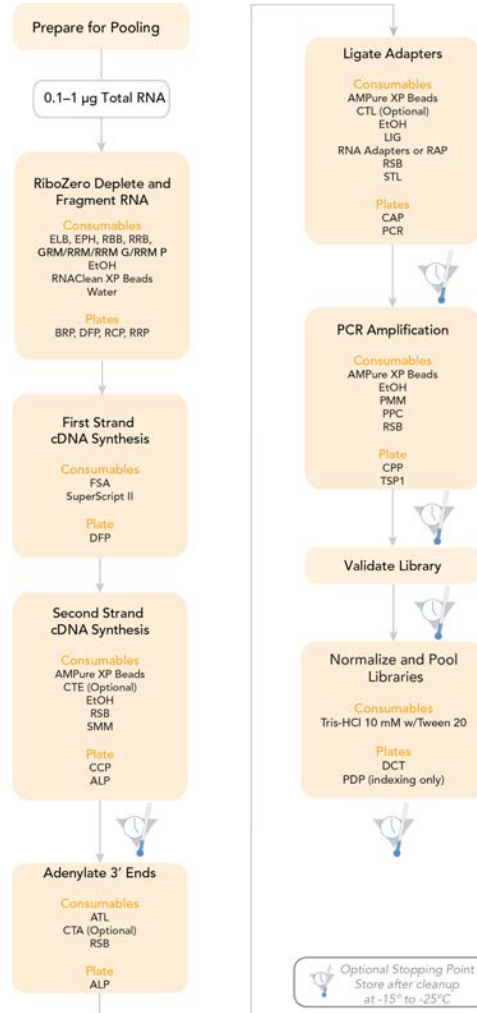 Prepare for Pooling
0.1–1 µg Total RNA
RiboZero Deplete and
Fragment RNA
Consumables
ELB, EPH, RBB, RRB,
GRM/RRM/RRM G/RRM P
EtOH
RNAClean XP Beads
Water
Plates
BRP, DFP, RCP, RRP
First Strand
cDNA Synthesis
Consumables
FSA
SuperScript II
Plate
DFP
Second Strand
cDNA Synthesis
Consumables
AMPure XP Beads
CTE (Optional)
EtOH
RSB
SMM
Plate
CCP
ALP
Adenylate 3' Ends
Consumables
ATL
CTA (Optional)
RSB
Plate
ALP
Ligate Adapters
Consumables
AMPure XP Beads
CTL (Optional)
EtOH
LIG
RNA Adapters or RAP
RSB
STL
Plates
CAP
PCR
PCR Amplification
Consumables
AMPure XP Beads
EtOH
PMM
PPC
RSB
Plate
CPP
TSP1
Validate Library
Normalize and Pool
Libraries
Consumables
Tris-HCl 10 mM w/Tween 20
Plates
DCT
PDP (indexing only)
Optional Stopping Point
Store after cleanup
at -15° to -25°C